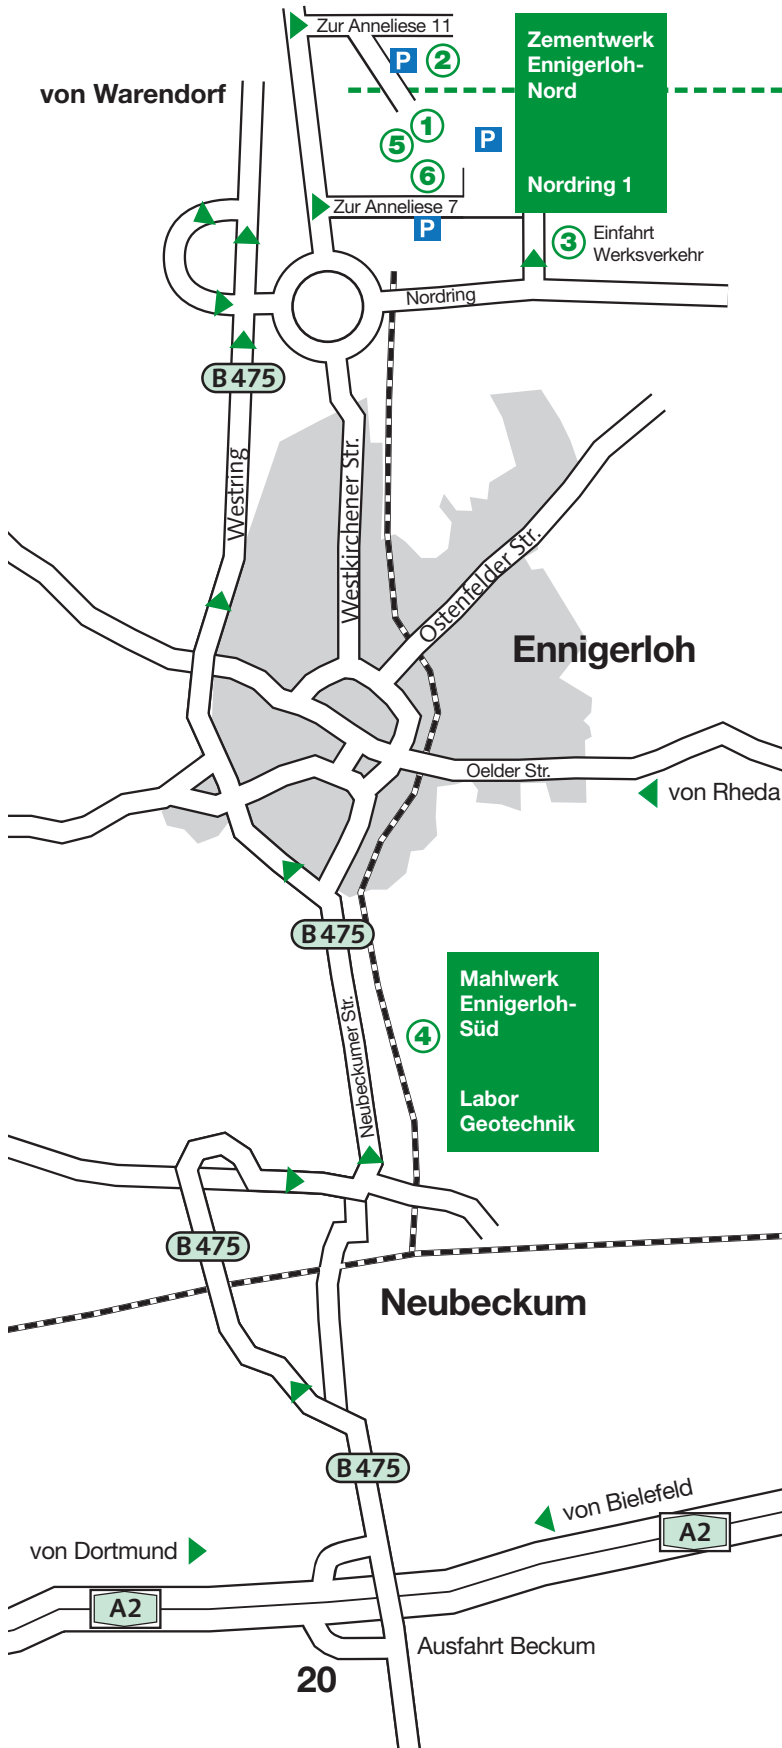 Zur Anneliese 11
P
2
Zementwerk
Ennigerloh-
Nord
Nordring 1
von Warendorf
1
5
P
6
Zur Anneliese 7
P
3
Einfahrt
Werksverkehr
Nordring
B 475
Westring
Westkirchener Str.
Ostenfelder Str.
Ennigerloh
Oelder Str.
von Rheda
B 475
Mahlwerk
Ennigerloh-
Süd
Labor
Geotechnik
4
Neubeckumer Str.
B 475
Neubeckum
B 475
von Bielefeld
A2
von Dortmund
A2
Ausfahrt Beckum
20